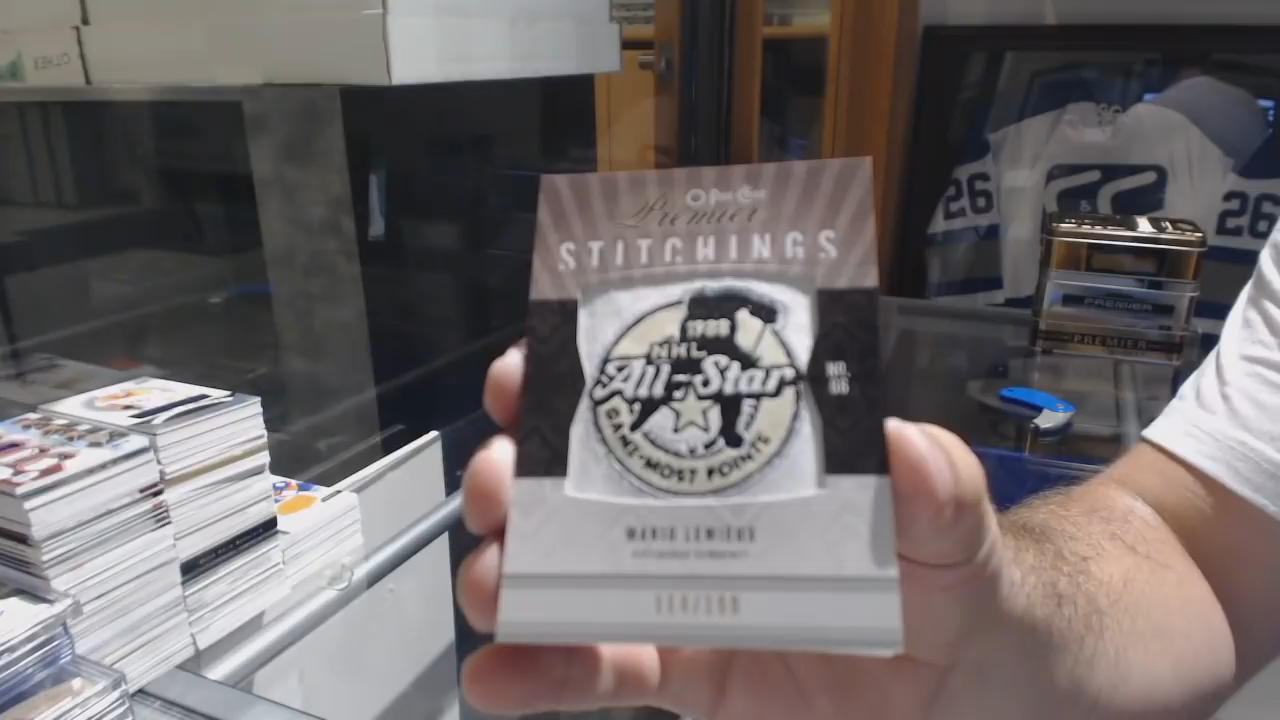 O-Pee-Chee
Premier
STITCHINGS
1988
NHL
All-Star
GAME-MOST POINTS
NO.
66
MARIO LEMIEUX
26
26
PREMIER
PREMIER